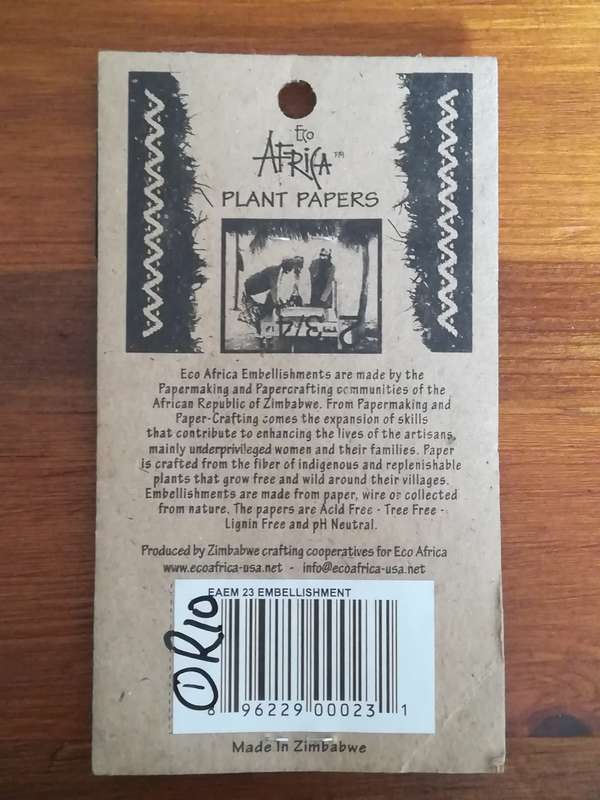 Eco
AFRICA™
PLANT PAPERS
Eco Africa Embellishments are made by the
Papermaking and Papercrafting communities of the
African Republic of Zimbabwe. From Papermaking and
Paper-Crafting comes the expansion of skills
that contribute to enhancing the lives of the artisans,
mainly underprivileged women and their families. Paper
is crafted from the fiber of indigenous and replenishable
plants that grow free and wild around their villages.
Embellishments are made from paper, wire or collected
from nature. The papers are Acid Free - Tree Free -
Lignin Free and pH Neutral.
Produced by Zimbabwe crafting cooperatives for Eco Africa
www.ecoafrica-usa.net - info@ecoafrica-usa.net
EAEM 23 EMBELLISHMENT
8 96229 00023 1
Made In Zimbabwe